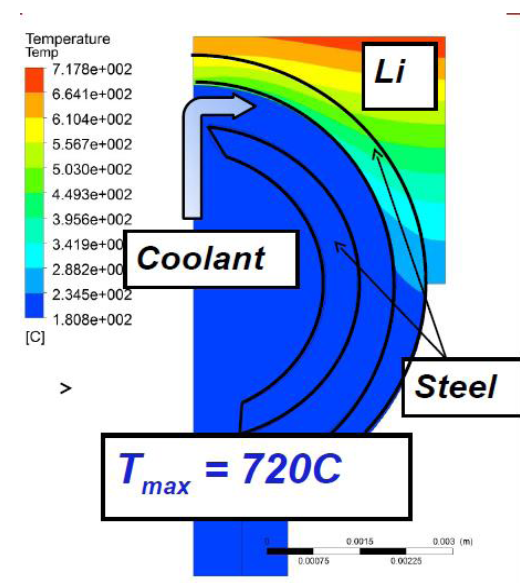 Temperature
Temp
7.178e+002
6.641e+002
6.104e+002
5.567e+002
5.030e+002
4.493e+002
3.956e+002
3.419e+00
2.882e+00
2.345e+002
1.808e+002
[C]
Li
Coolant
>
Steel
Tmax = 720C
0
0.0015
0.003 (m)
0.00075
0.00225